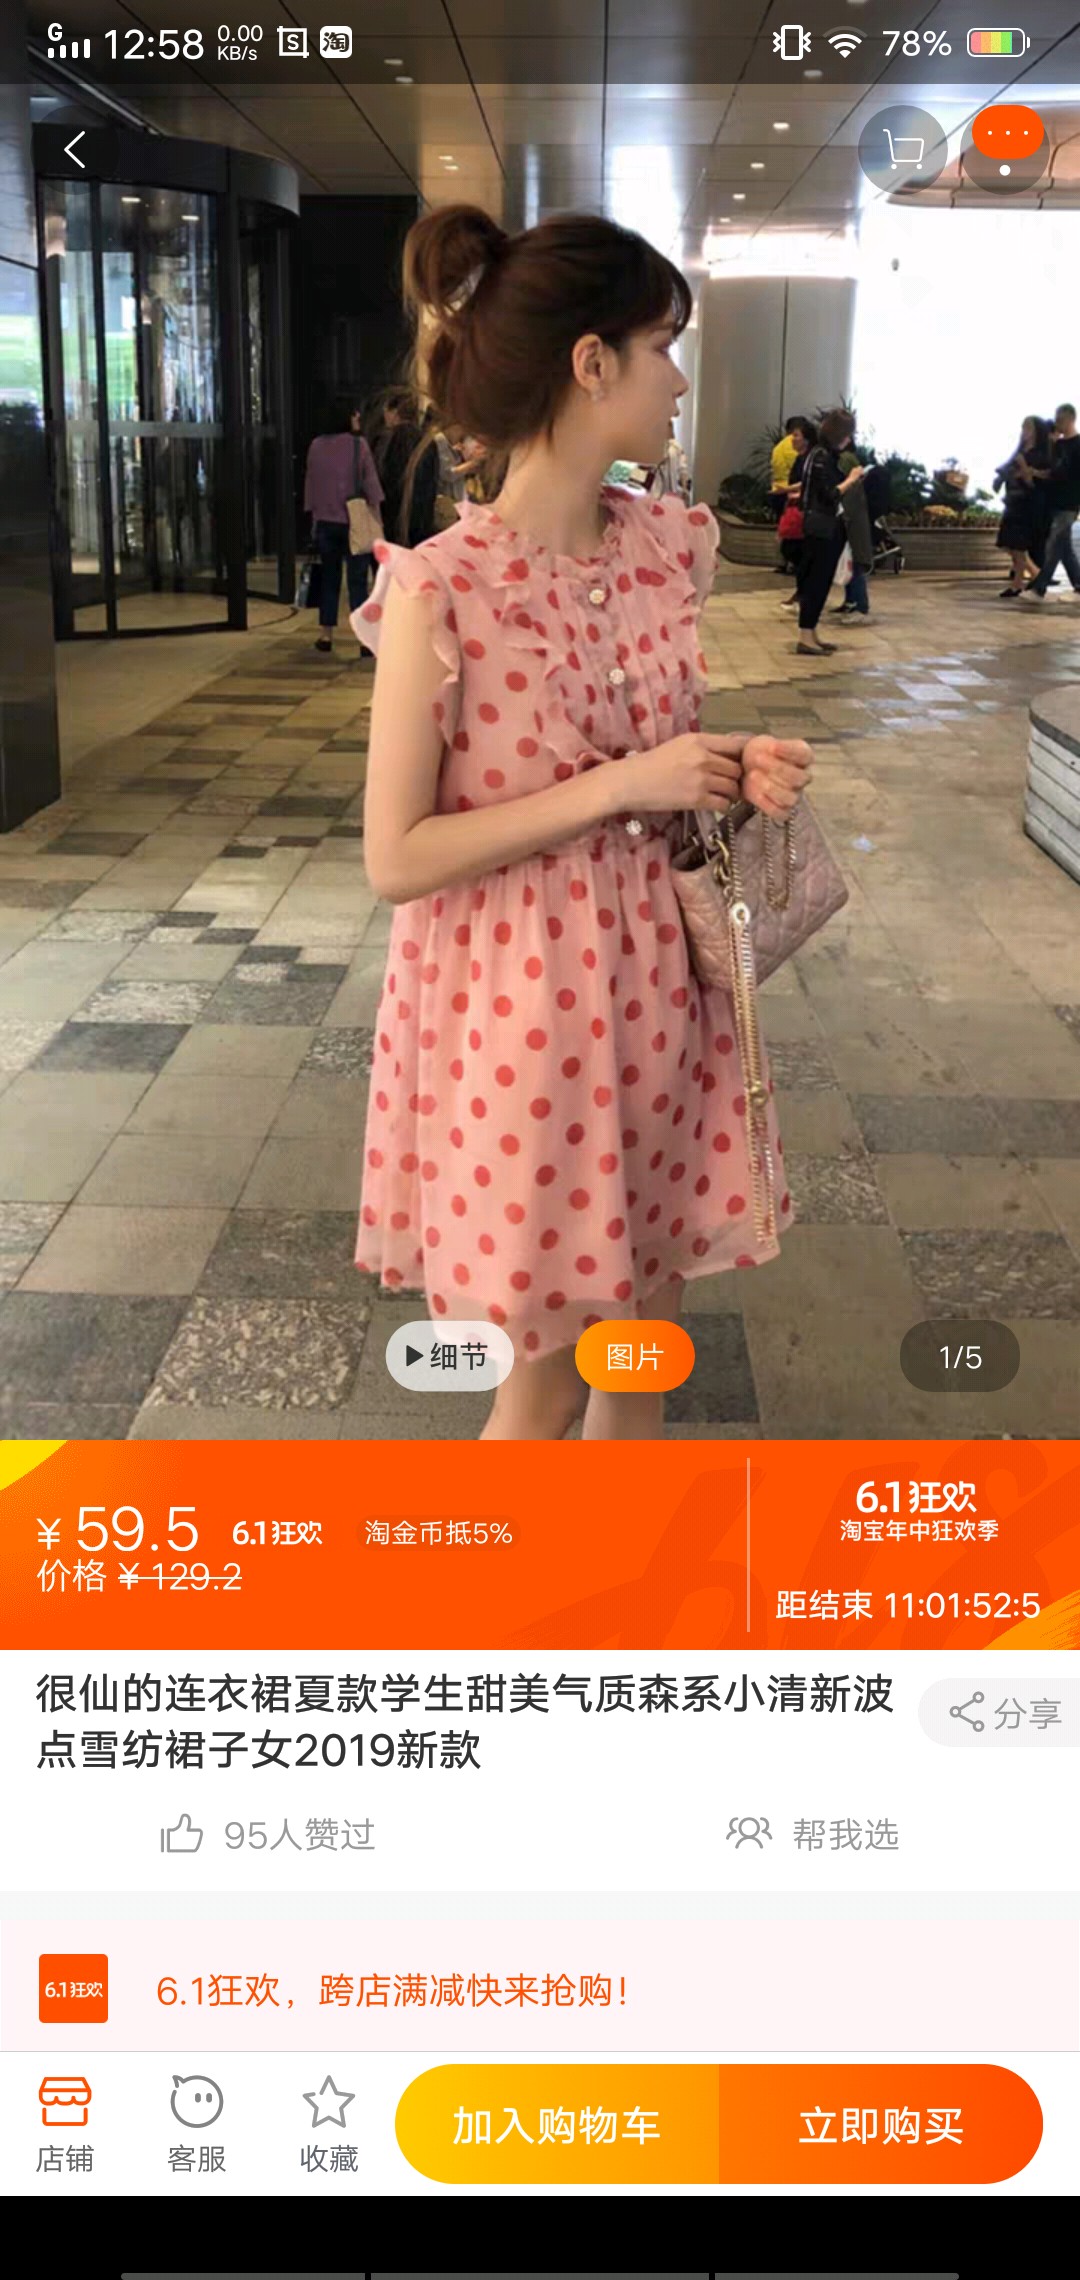 G 12:58 0.00 KB/s S 淘 78%
▶细节 图片 1/5
¥ 59.5 6.1狂欢 淘金币抵5%
价格 ¥ 129.2
6.1狂欢
淘宝年中狂欢季
距结束 11:01:52:5
很仙的连衣裙夏款学生甜美气质森系小清新波
点雪纺裙子女2019新款
分享
95人赞过 帮我选
6.1狂欢 6.1狂欢，跨店满减快来抢购！
店铺 客服 收藏 加入购物车 立即购买